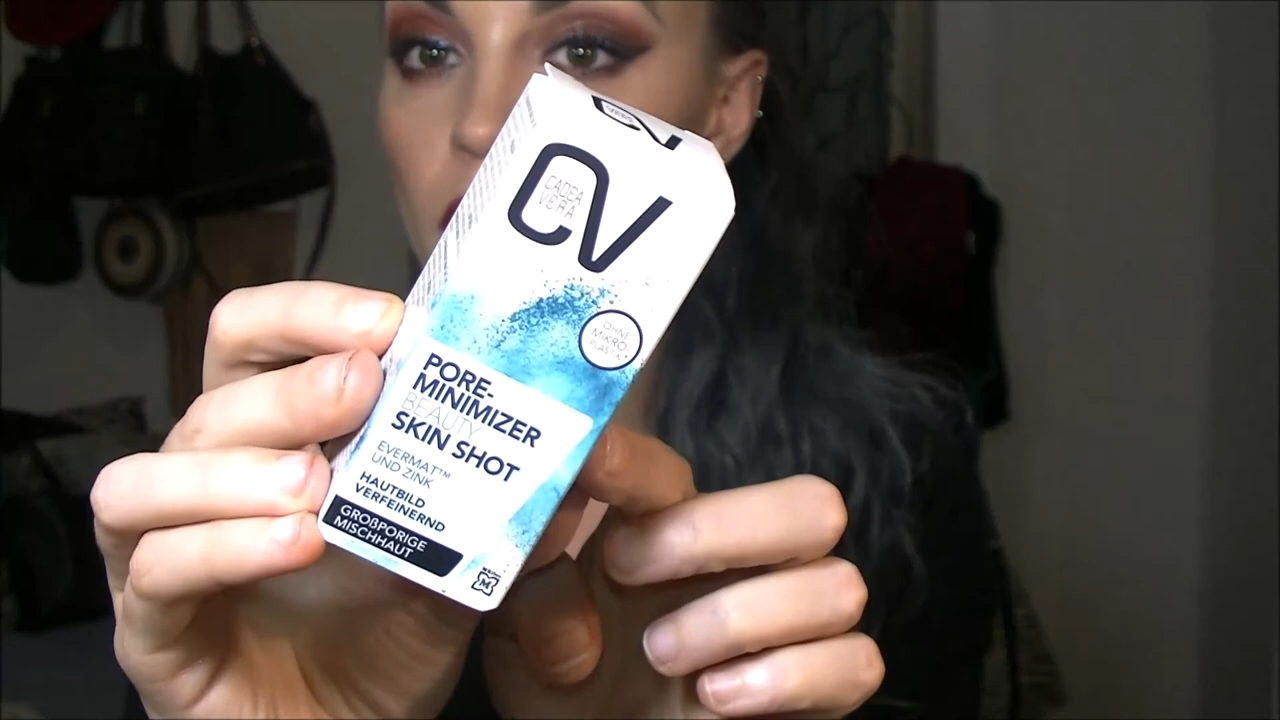 CV
CADEA
VERA
OHNE
MIKRO-
PLASTIK*
PORE-
MINIMIZER
BEAUTY
SKIN SHOT
EVERMAT™
UND ZINK
HAUTBILD
VERFEINERND
GROßPORIGE
MISCHHAUT